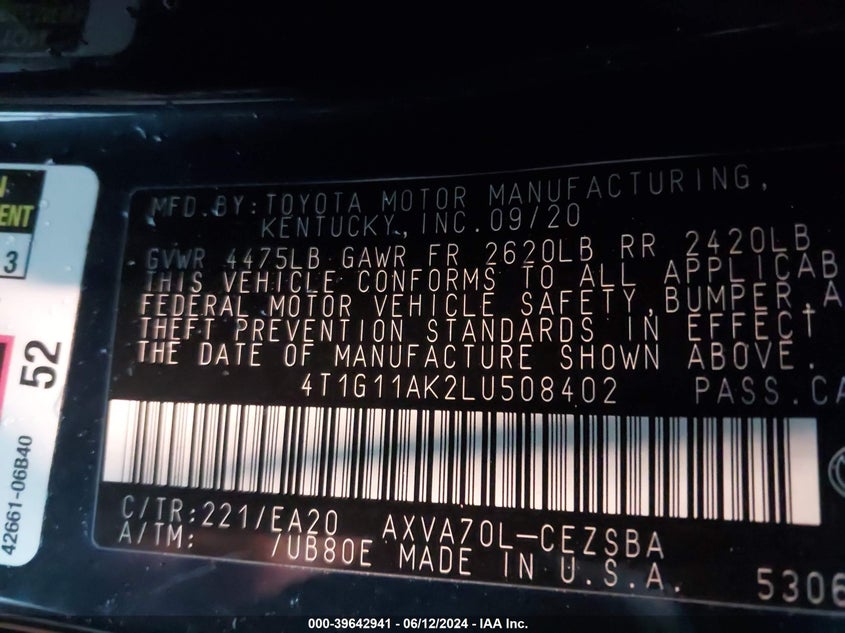 MFD.BY:TOYOTA MOTOR MANUFACTURING,
KENTUCKY,INC.09/20
GVWR 4475LB GAWR FR 2620LB RR 2420LB
THIS VEHICLE CONFORMS TO ALL APPLICAB
FEDERAL MOTOR VEHICLE SAFETY,BUMPER,A
THEFT PREVENTION STANDARDS IN EFFECT
THE DATE OF MANUFACTURE SHOWN ABOVE.
4T1G11AK2LU508402 PASS.CA
C/TR:221/EA20 AXVA70L-CEZSBA
A/TM: /UB80E MADE IN U.S.A.
5306
N
ENT
3
52
42661-06B40
000-39642941 - 06/12/2024 - IAA Inc.